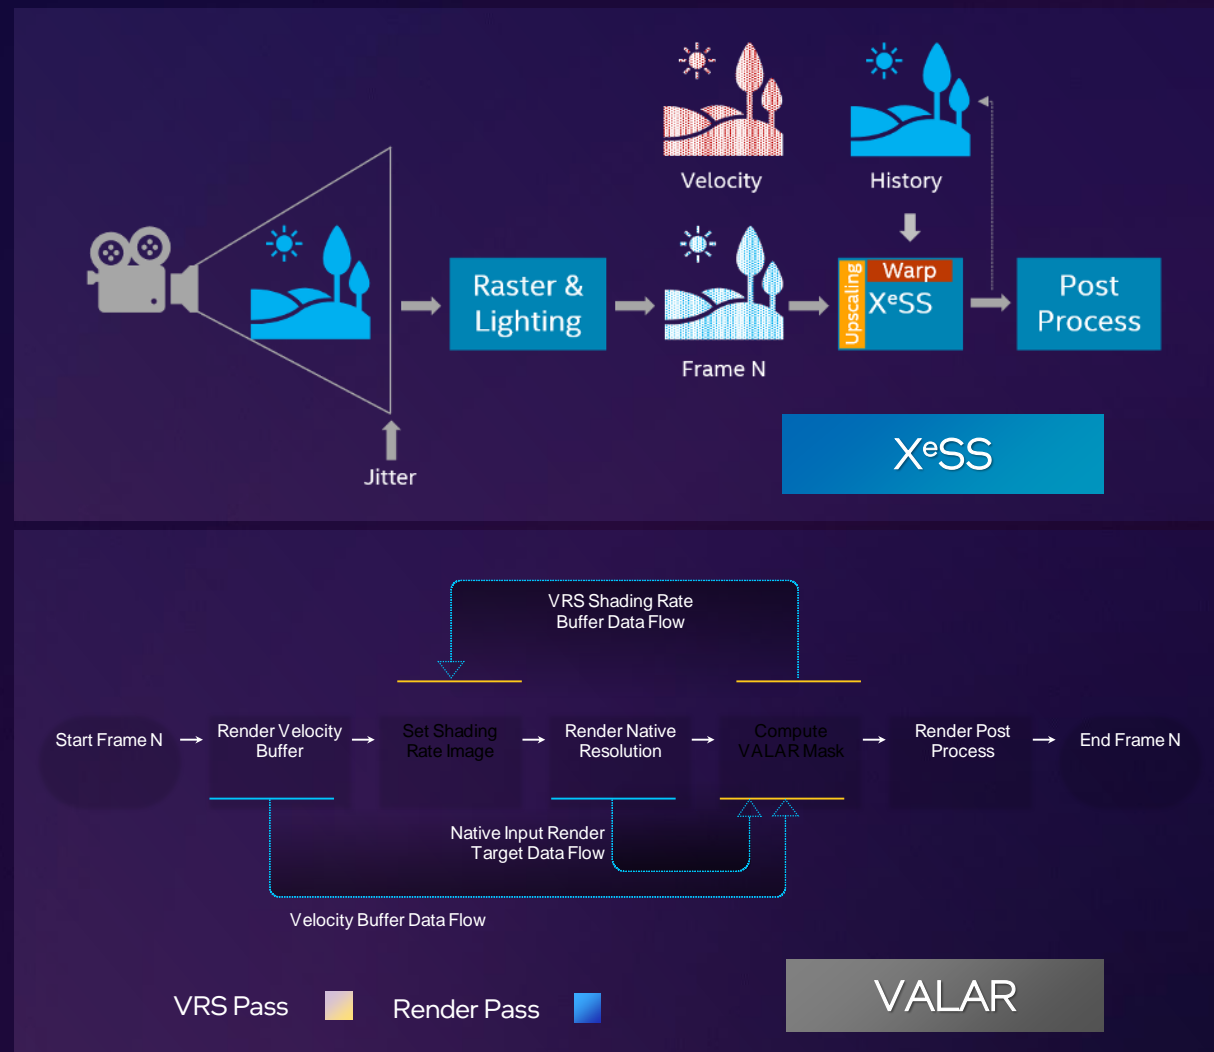 Velocity
History
Raster &
Lighting
Frame N
Upscaling
Warp
XᵉSS
Post
Process
Jitter
XᵉSS
VRS Shading Rate
Buffer Data Flow
Start Frame N
Render Velocity
Buffer
Set Shading
Rate Image
Render Native
Resolution
Compute
VALAR Mask
Render Post
Process
End Frame N
Native Input Render
Target Data Flow
Velocity Buffer Data Flow
VRS Pass
Render Pass
VALAR